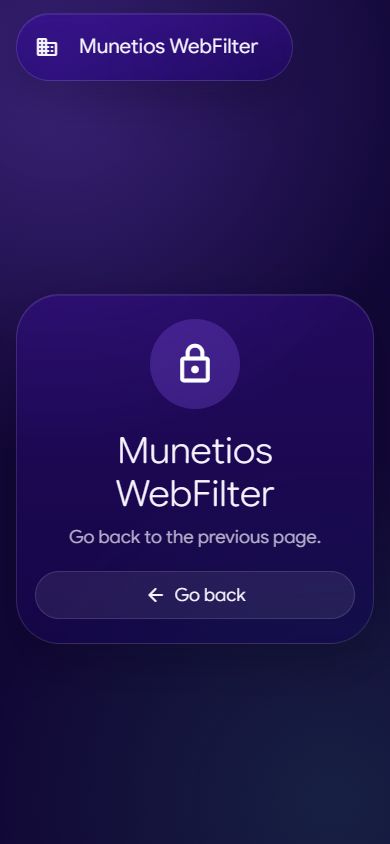 Munetios WebFilter
Munetios
WebFilter
Go back to the previous page.
Go back